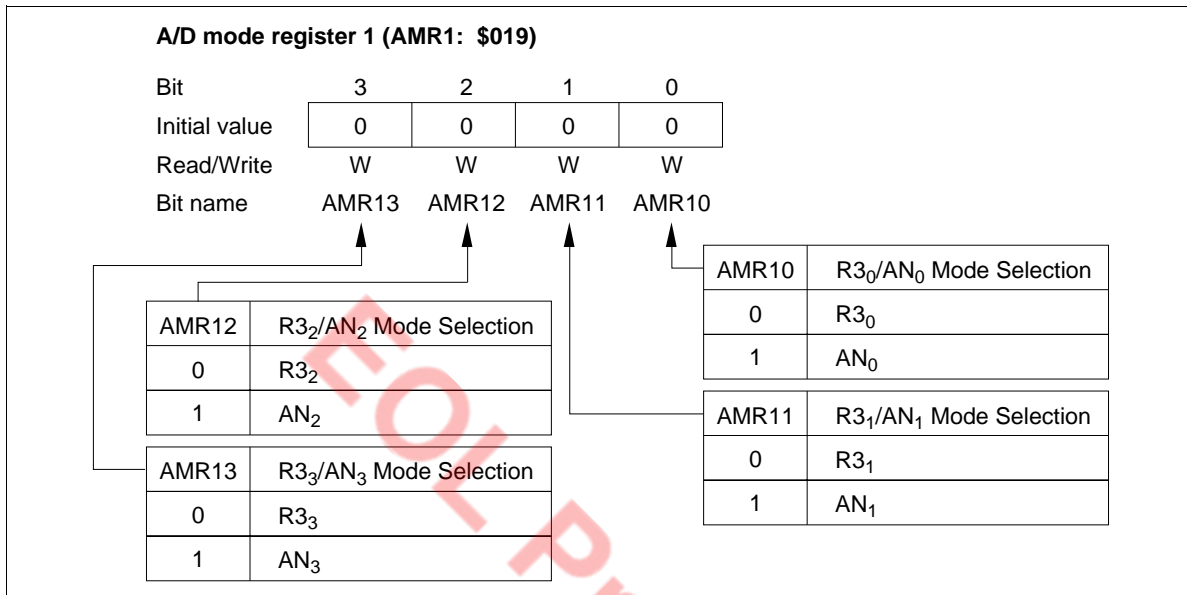 A/D mode register 1 (AMR1: $019)
Bit 3 2 1 0
Initial value 0 0 0 0
Read/Write W W W W
Bit name AMR13 AMR12 AMR11 AMR10
AMR10 R3₀/AN₀ Mode Selection
0 R3₀
1 AN₀
AMR12 R3₂/AN₂ Mode Selection
0 R3₂
1 AN₂
AMR11 R3₁/AN₁ Mode Selection
0 R3₁
1 AN₁
AMR13 R3₃/AN₃ Mode Selection
0 R3₃
1 AN₃
EOL